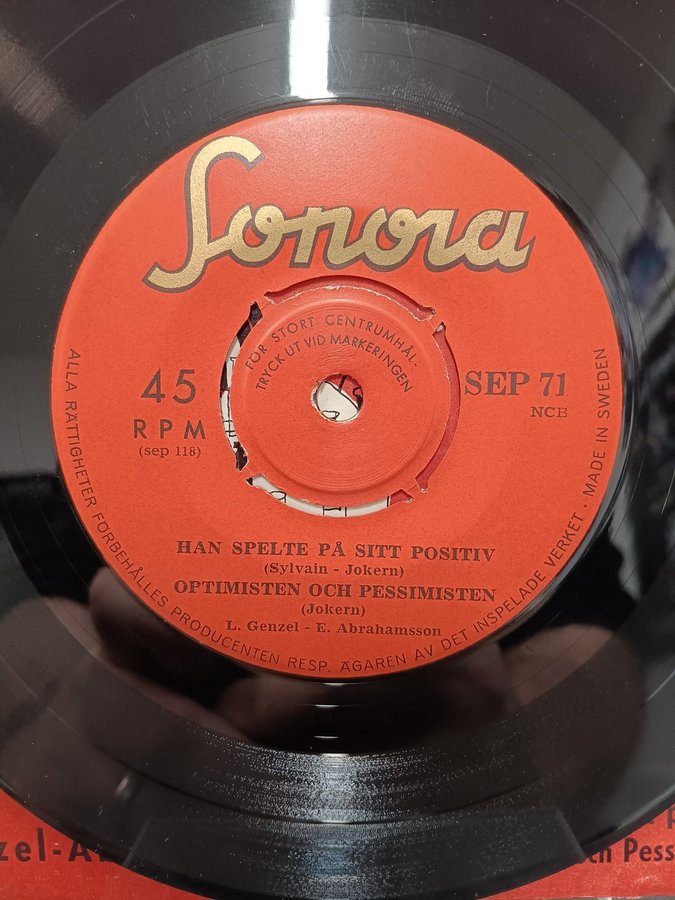 Sonora
FÖR STORT CENTRUMHÅL-
TRYCK UT VID MARKERINGEN
45
RPM
(sep 118)
SEP 71
NCB
HAN SPELTE PÅ SITT POSITIV
(Sylvain - Jokern)
OPTIMISTEN OCH PESSIMISTEN
(Jokern)
L. Genzel - E. Abrahamsson
ALLA RÄTTIGHETER FÖRBEHÅLLES PRODUCENTEN RESP. ÄGAREN AV DET INSPELADE VERKET · MADE IN SWEDEN